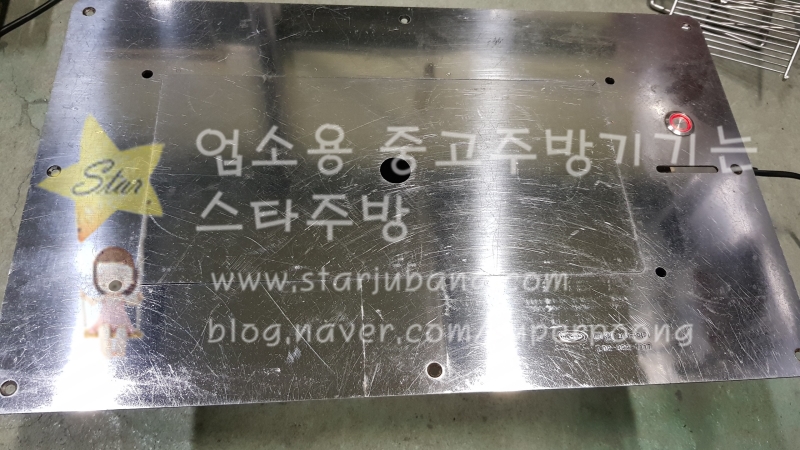 Star
업소용 중고주방기기는
스타주방
www.starjubang.com
blog.naver.com/superpoong